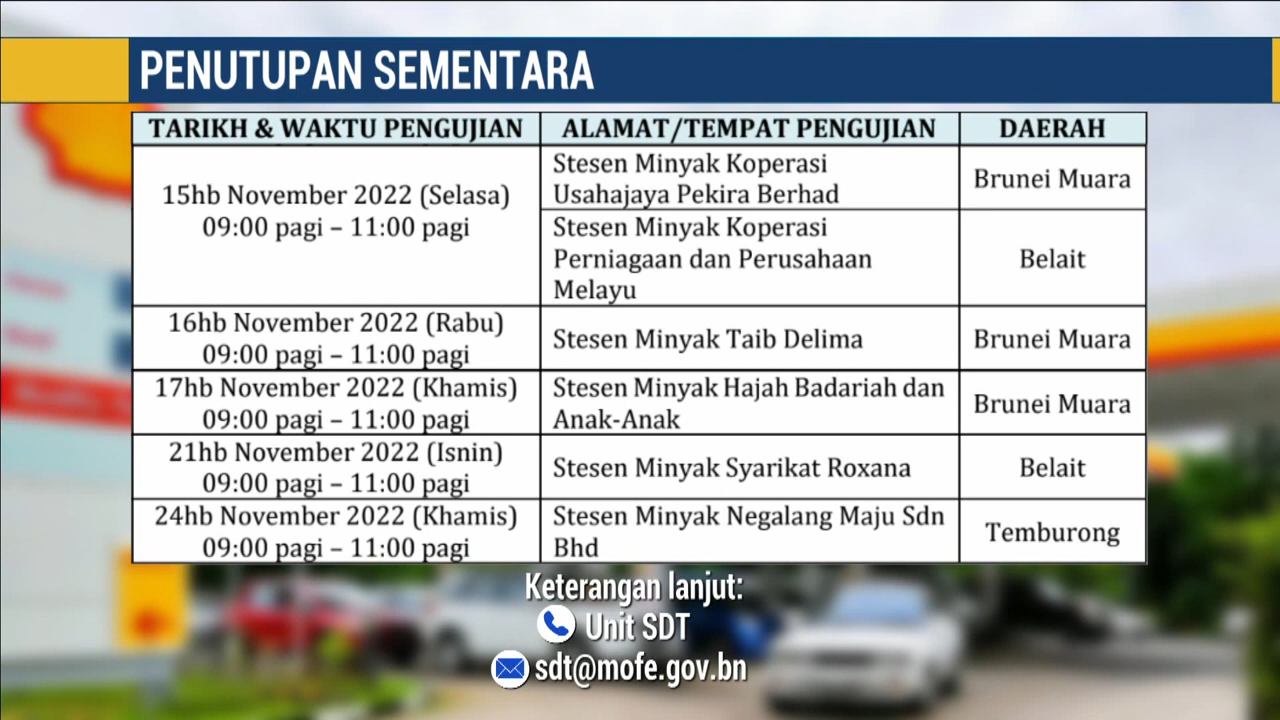 PENUTUPAN SEMENTARA
TARIKH & WAKTU PENGUJIAN
ALAMAT/TEMPAT PENGUJIAN
DAERAH
15hb November 2022 (Selasa)
09:00 pagi – 11:00 pagi
Stesen Minyak Koperasi
Usahajaya Pekira Berhad
Brunei Muara
Stesen Minyak Koperasi
Perniagaan dan Perusahaan
Melayu
Belait
16hb November 2022 (Rabu)
09:00 pagi – 11:00 pagi
Stesen Minyak Taib Delima
Brunei Muara
17hb November 2022 (Khamis)
09:00 pagi – 11:00 pagi
Stesen Minyak Hajah Badariah dan
Anak-Anak
Brunei Muara
21hb November 2022 (Isnin)
09:00 pagi – 11:00 pagi
Stesen Minyak Syarikat Roxana
Belait
24hb November 2022 (Khamis)
09:00 pagi – 11:00 pagi
Stesen Minyak Negalang Maju Sdn
Bhd
Temburong
Keterangan lanjut:
Unit SDT
sdt@mofe.gov.bn